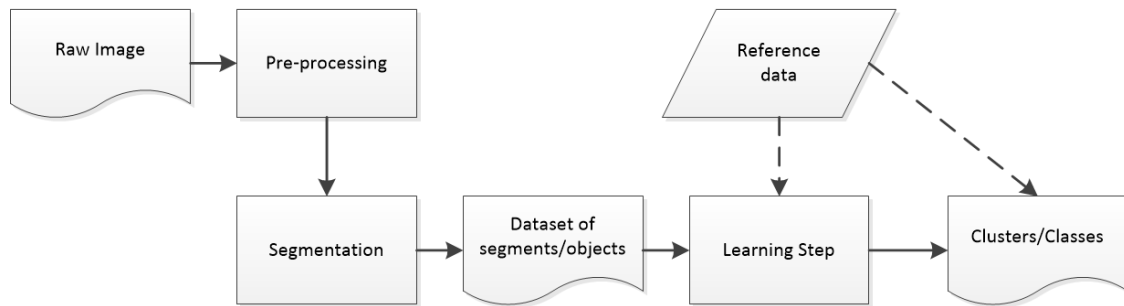 Raw Image
Pre-processing
Reference
data
Segmentation
Dataset of
segments/objects
Learning Step
Clusters/Classes